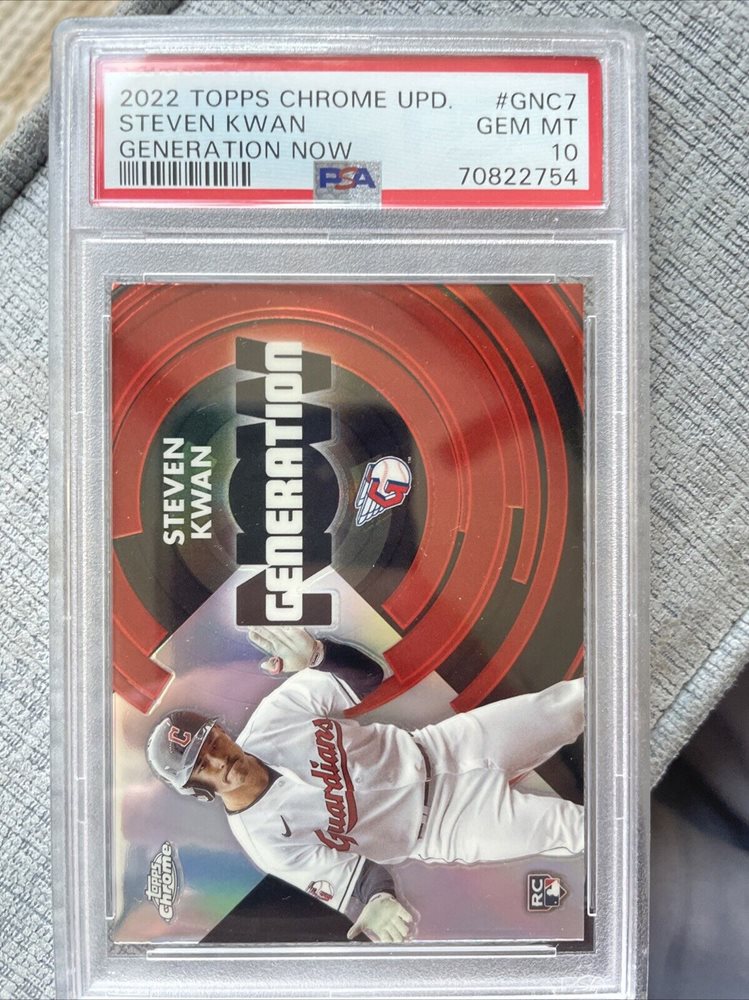 2022 TOPPS CHROME UPD. #GNC7
STEVEN KWAN GEM MT
GENERATION NOW 10
PSA 70822754
STEVEN
KWAN
NOW
GENERATION
C
Guardians
Topps
Chrome
RC